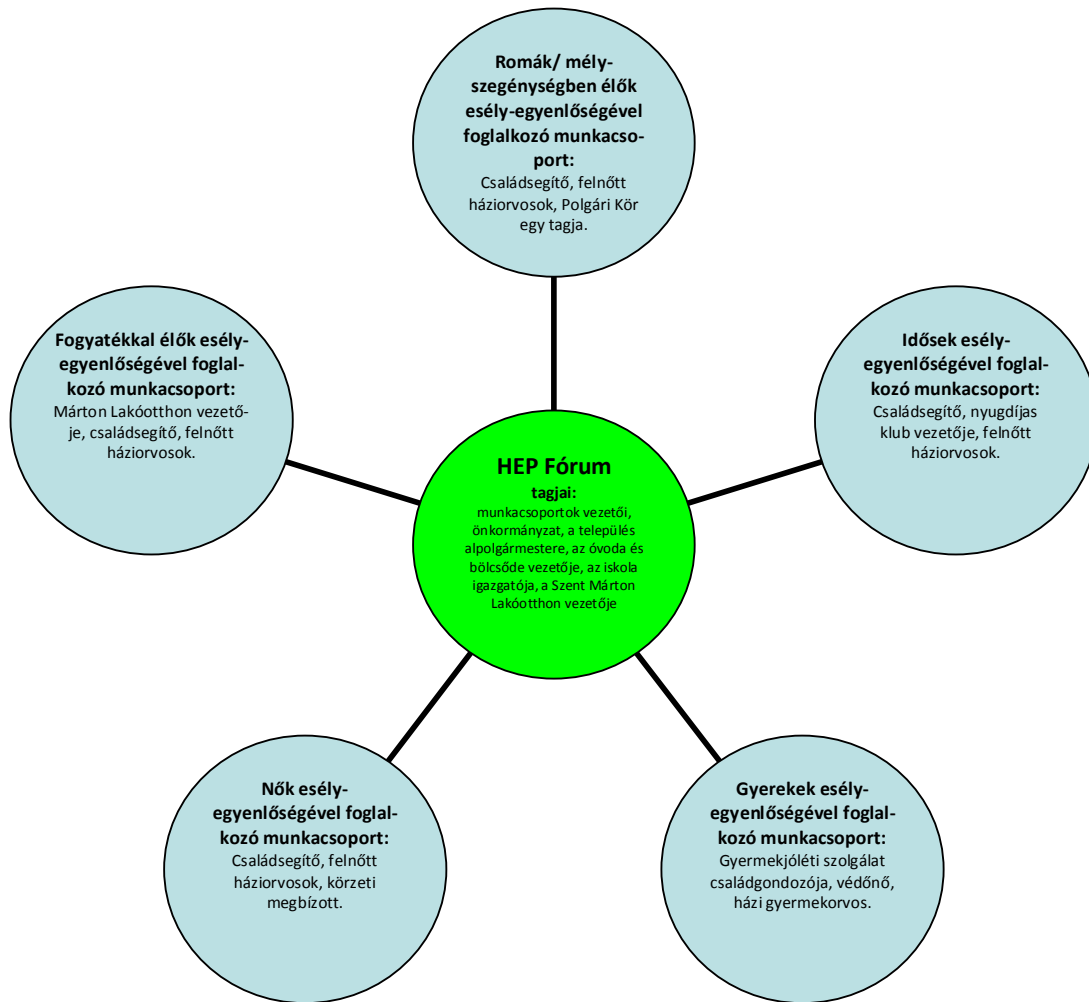 Romák/ mély-
szegénységben élők
esély-egyenlőségével
foglalkozó munkacso-
port:
Családsegítő, felnőtt
háziorvosok, Polgári Kör
egy tagja.
Fogyatékkal élők esély-
egyenlőségével foglal-
kozó munkacsoport:
Márton Lakóotthon vezető-
je, családsegítő, felnőtt
háziorvosok.
Idősek esély-
egyenlőségével foglal-
kozó munkacsoport:
Családsegítő, nyugdíjas
klub vezetője, felnőtt
háziorvosok.
HEP Fórum
tagjai:
munkacsoportok vezetői,
önkormányzat, a település
alpolgármestere, az óvoda és
bölcsőde vezetője, az iskola
igazgatója, a Szent Márton
Lakóotthon vezetője
Nők esély-
egyenlőségével foglal-
kozó munkacsoport:
Családsegítő, felnőtt
háziorvosok, körzeti
megbízott.
Gyerekek esély-
egyenlőségével foglal-
kozó munkacsoport:
Gyermekjóléti szolgálat
családgondozója, védőnő,
házi gyermekorvos.